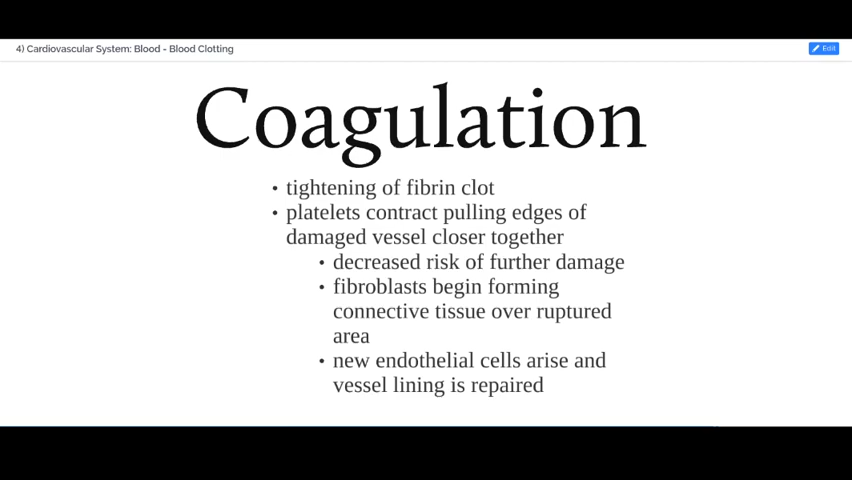 4) Cardiovascular System: Blood - Blood Clotting
Edit
Coagulation
• tightening of fibrin clot
• platelets contract pulling edges of
damaged vessel closer together
• decreased risk of further damage
• fibroblasts begin forming
connective tissue over ruptured
area
• new endothelial cells arise and
vessel lining is repaired